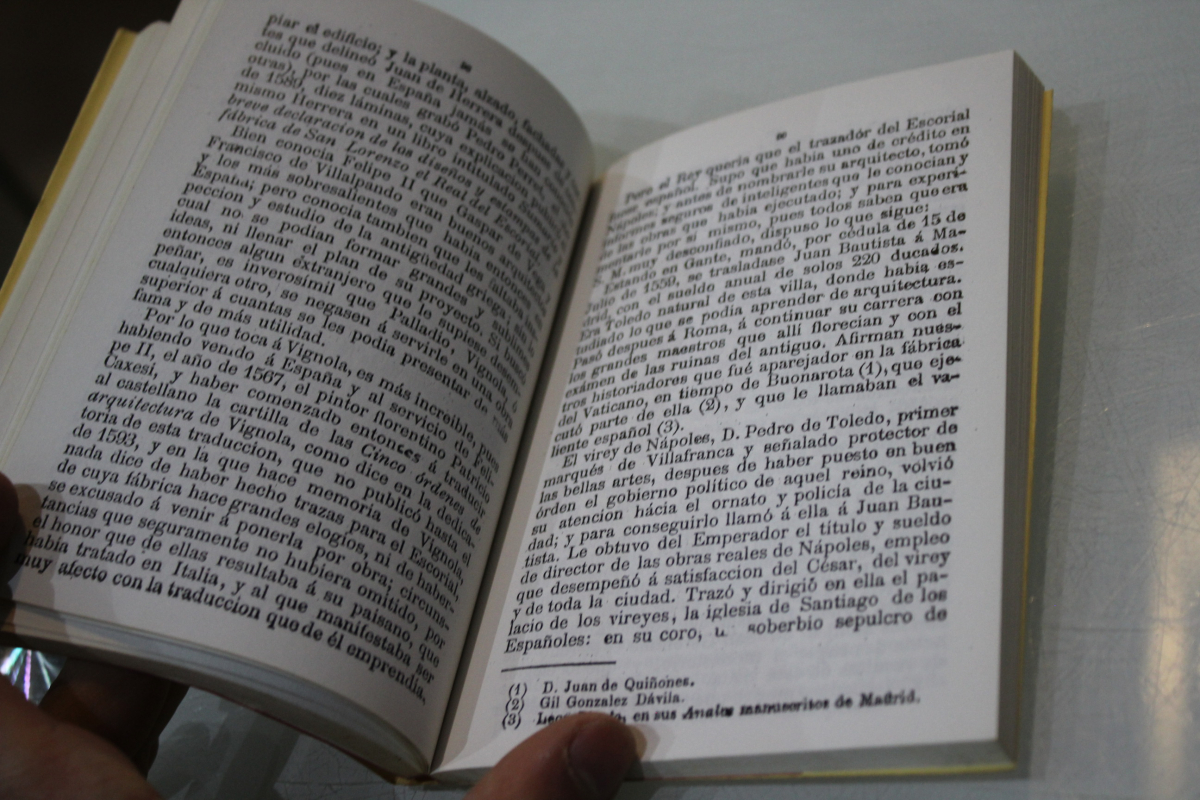 piar el edificio; y la planta, alzado, fachadas
tes que delineó Juan de Herrera despues de
cluido (pues en España jamás se
otras), por las cuales grabó Pedro Perret,
de 1589, diez láminas, cuya explicacion
mismo Herrera en un libro intitulado
breve declaracion de los diseños y estampas de la
fábrica de San Lorenzo el Real del Escorial
Bien conocia Felipe II que Gaspar de
Francisco de Villalpando eran buenos arquitectos,
y los más sobresalientes que habia entonces en
España; pero conocia tambien que les faltaba
peccion y estudio de la antigüedad griega,
cual no se podian formar grandes y sublimes
ideas, ni llenar el plan de su proyecto. Si
entonces algun extranjero que le supiese desem-
peñar, es inverosimil que Palladio, Vignola, ó
cualquiera otro, se negasen á servirle en una obra
superior á cuantas se les podia presentar de más
fama y de más utilidad.
Por lo que toca á Vignola, es más increible, pues
habiendo venido á España y al servicio de Feli-
pe II, el año de 1567, el pintor florentino Patricio
Caxesi, y haber comenzado entonces á traducir
al castellano la cartilla de las Cinco órdenes de
arquitectura de Vignola, como dice en la dedica-
toria de esta traduccion, que no publicó hasta el
de 1593, y en la que hace memoria de Vignola,
nada dice de haber hecho trazas para el Escorial,
de cuya fábrica hace grandes elogios, ni de haber-
se excusado á venir á ponerla por obra; circuns-
tancias que seguramente no hubiera omitido, por
el honor que de ellas resultaba á su paisano, que
habia tratado en Italia, y al que manifestaba ser
muy afecto con la traduccion que de él emprendia.
Pero el Rey queria que el trazador del Escorial
fuese español. Supo que habia uno de crédito en
Nápoles; y antes de nombrarle su arquitecto, tomó
informes seguros de inteligentes que le conocian y
de las obras que habia ejecutado; y para experi-
mentarle por sí mismo, pues todos saben que era
S. M. muy desconfiado, dispuso lo que sigue:
Estando en Gante, mandó, por cédula de 15 de
Julio de 1559, se trasladase Juan Bautista á Ma-
drid, con el sueldo anual de solos 220 ducados.
Era Toledo natural de esta villa, donde habia es-
tudiado lo que se podia aprender de arquitectura.
Pasó despues á Roma, á continuar su carrera con
los grandes maestros que allí florecian y con el
exámen de las ruinas del antiguo. Afirman nues-
tros historiadores que fué aparejador en la fábrica
del Vaticano, en tiempo de Buonarota (1), que eje-
cutó parte de ella (2), y que le llamaban el va-
liente español (3).
El virey de Nápoles, D. Pedro de Toledo, primer
marqués de Villafranca y señalado protector de
las bellas artes, despues de haber puesto en buen
órden el gobierno político de aquel reino, volvió
su atencion hácia el ornato y policía de la ciu-
dad; y para conseguirlo llamó á ella á Juan Bau-
tista. Le obtuvo del Emperador el título y sueldo
de director de las obras reales de Nápoles, empleo
que desempeñó á satisfaccion del César, del virey
y de toda la ciudad. Trazó y dirigió en ella el pa-
lacio de los vireyes, la iglesia de Santiago de los
Españoles: en su coro, soberbio sepulcro de
(1) D. Juan de Quiñones.
(2) Gil Gonzalez Dávila.
(3) en sus Anales manuscritos de Madrid.